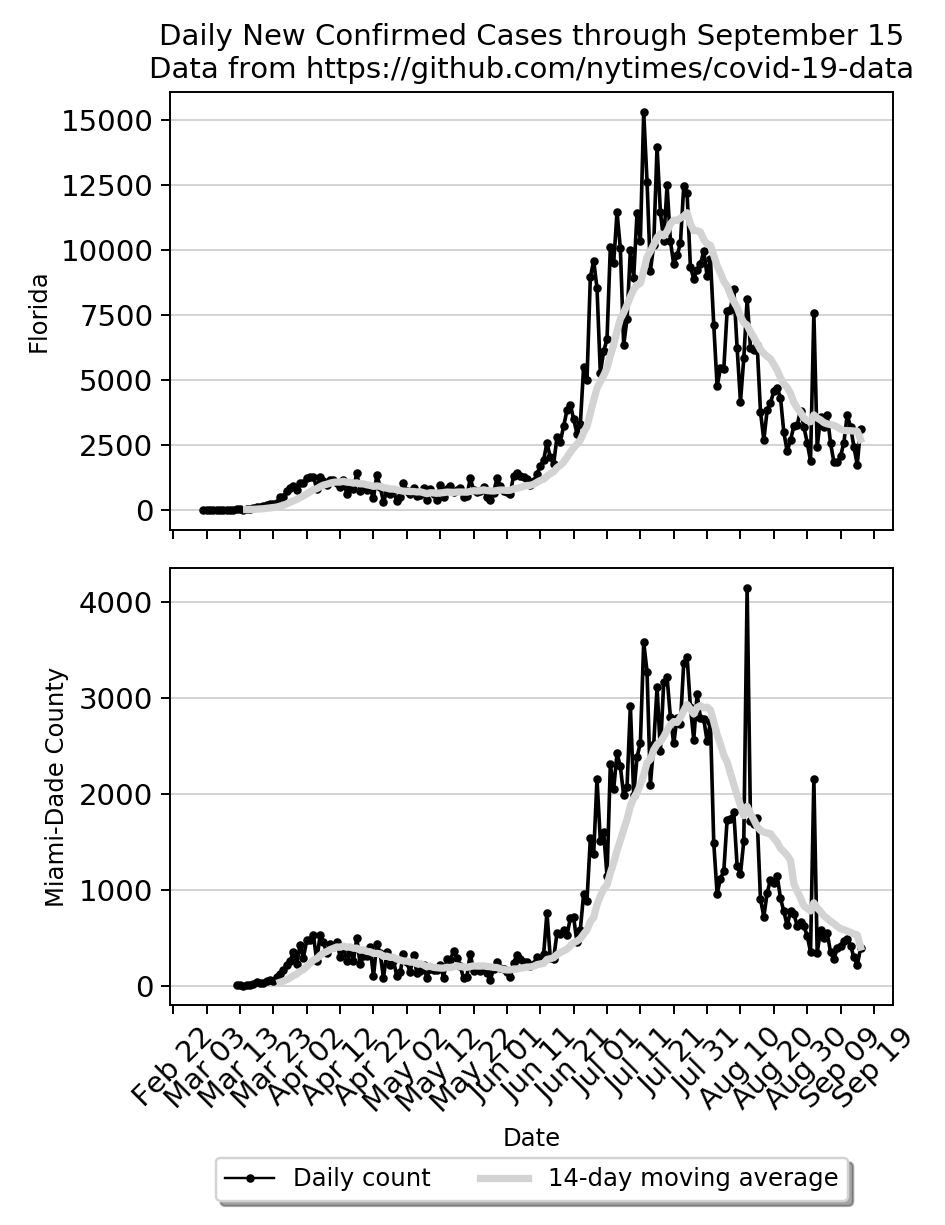 Daily New Confirmed Cases through September 15
Data from https://github.com/nytimes/covid-19-data
15000
12500
10000
7500
5000
2500
0
Florida
4000
3000
2000
1000
0
Miami-Dade County
Feb 22
Mar 03
Mar 13
Mar 23
Apr 02
Apr 12
Apr 22
May 02
May 12
May 22
Jun 01
Jun 11
Jun 21
Jul 01
Jul 11
Jul 21
Jul 31
Aug 10
Aug 20
Aug 30
Sep 09
Sep 19
Date
Daily count
14-day moving average